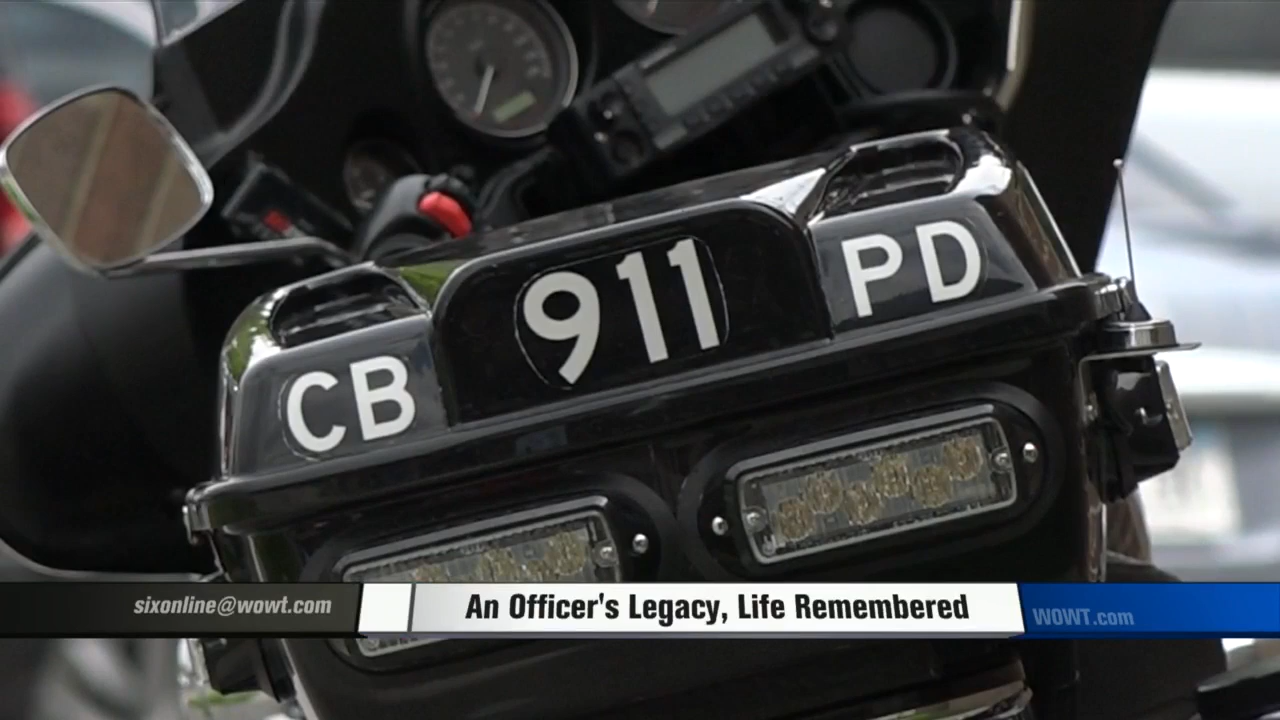 CB 911 PD
sixonline@wowt.com
An Officer's Legacy, Life Remembered
WOWT.com